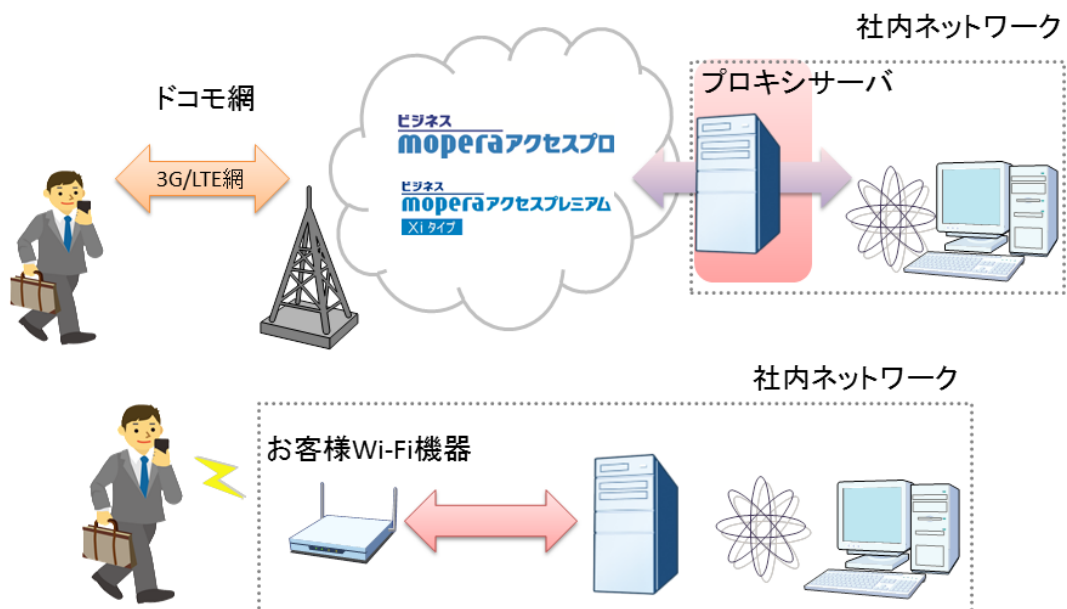 社内ネットワーク
プロキシサーバ
ドコモ網
3G/LTE網
ビジネス
moperaアクセスプロ
ビジネス
moperaアクセスプレミアム
Xiタイプ
社内ネットワーク
お客様Wi-Fi機器